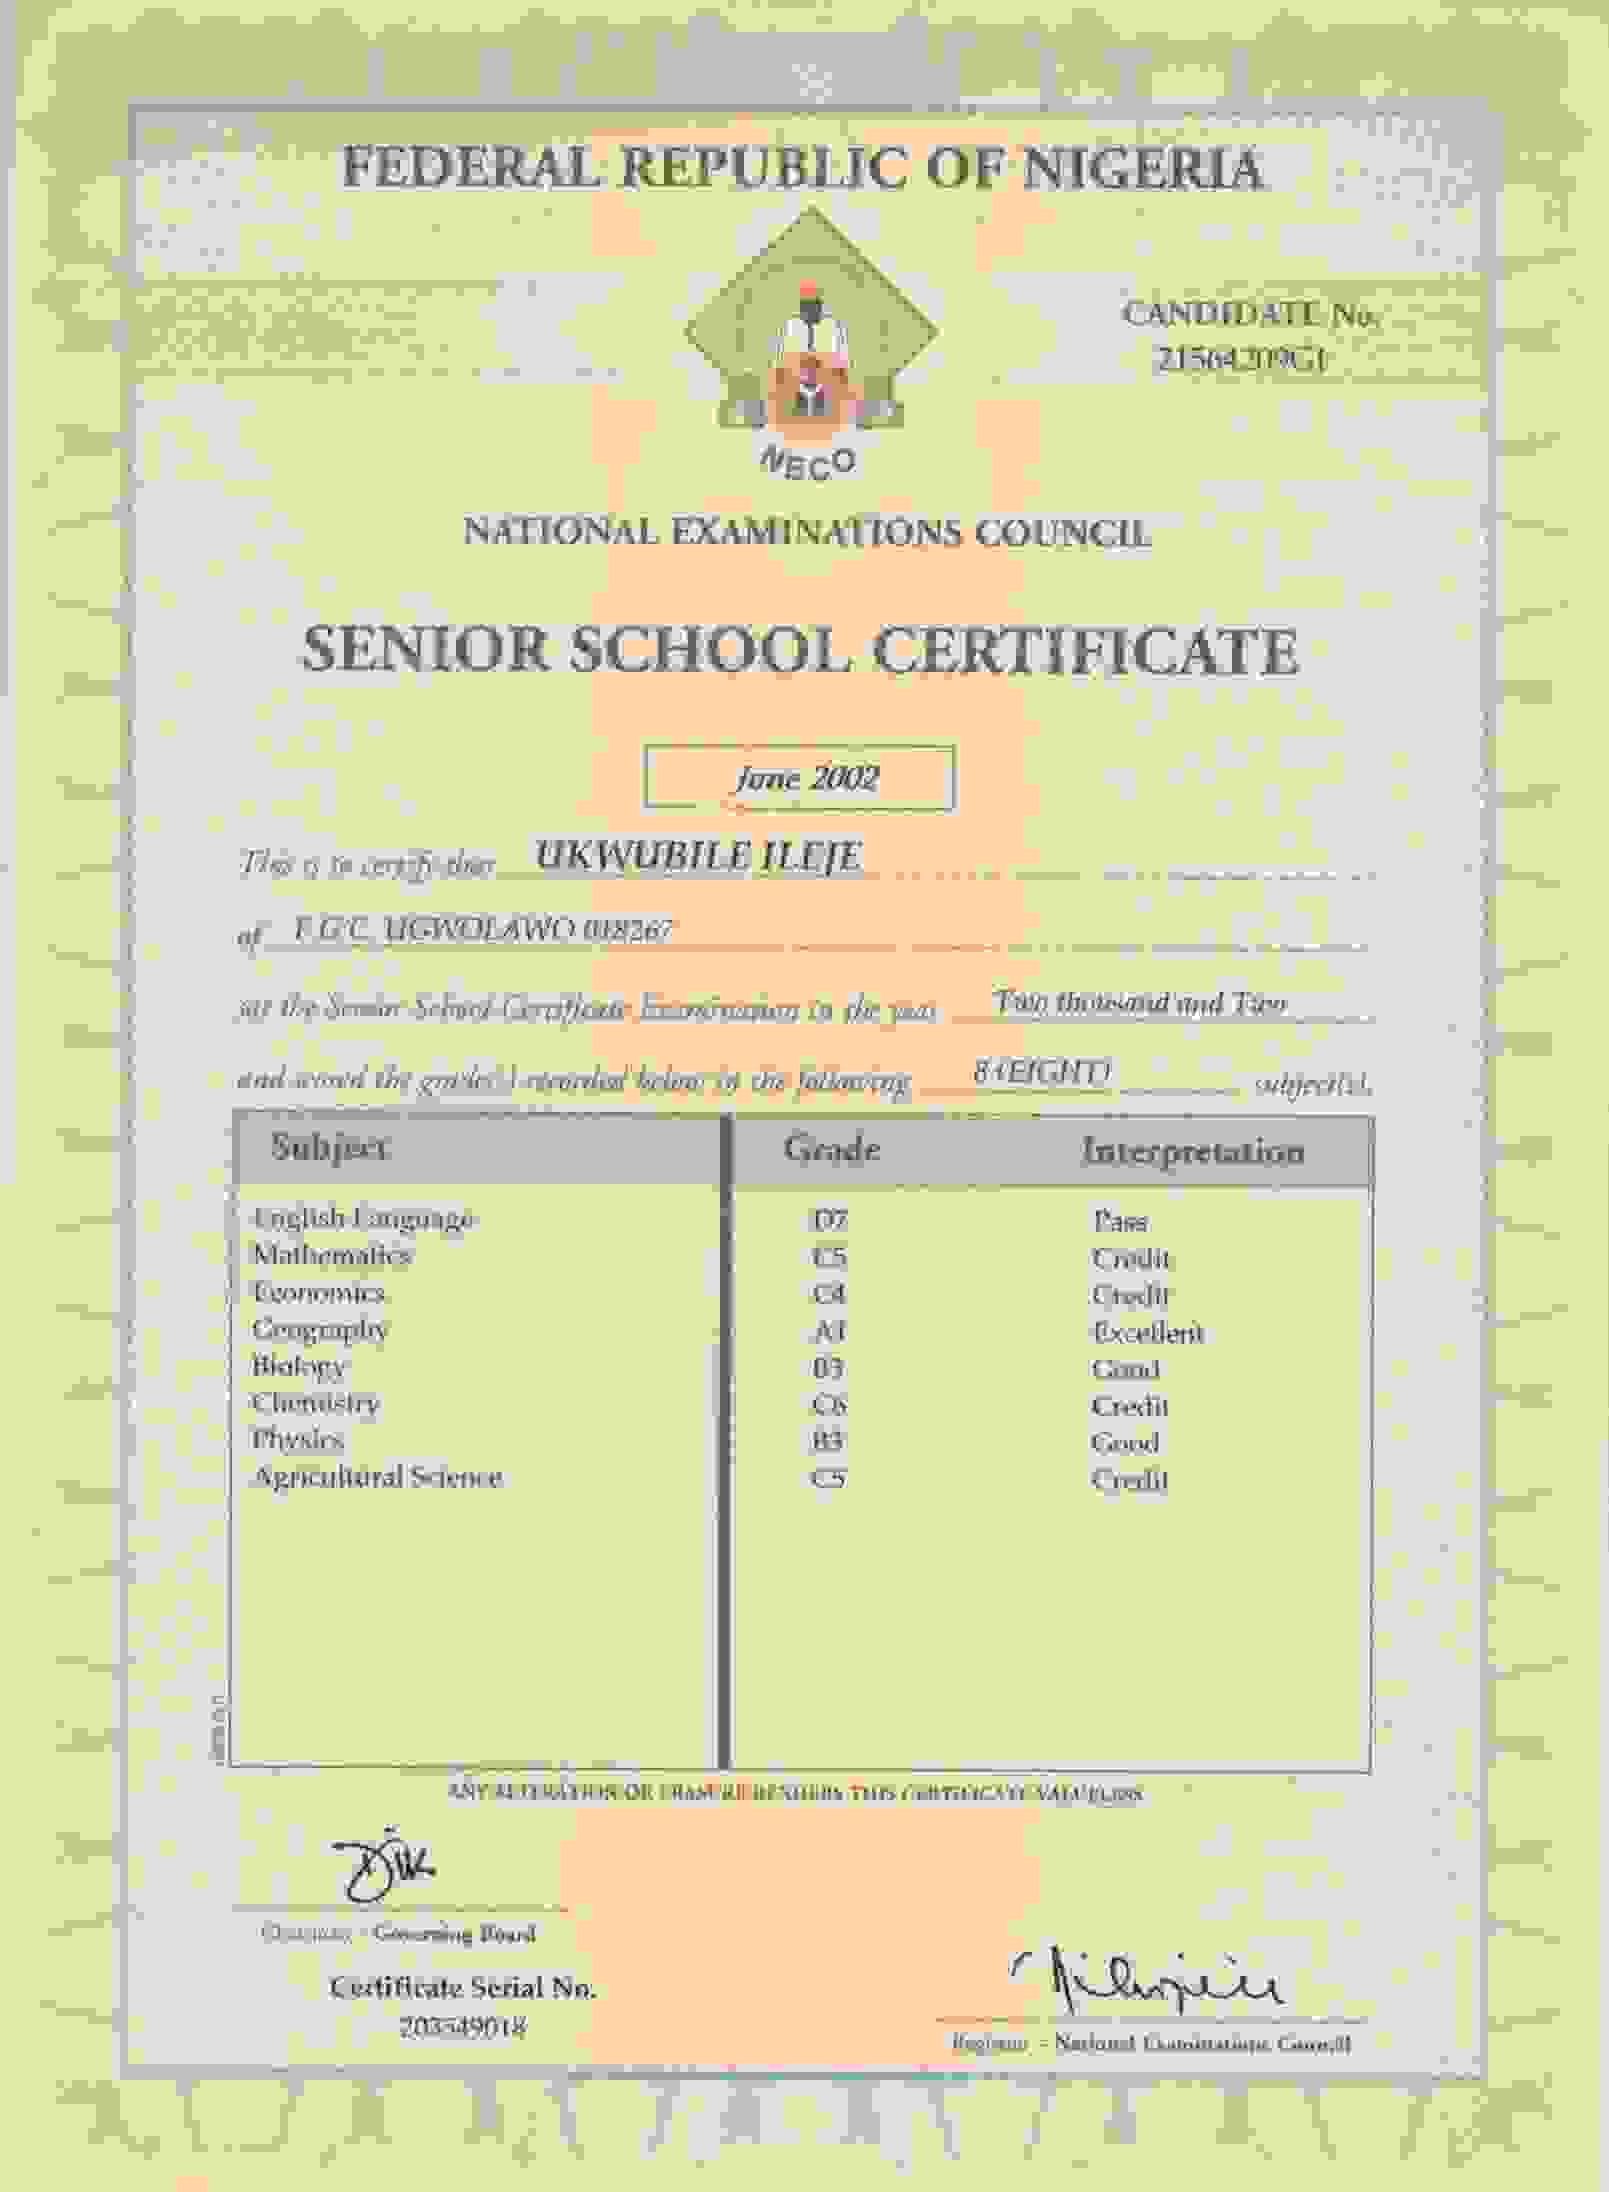 FEDERAL REPUBLIC OF NIGERIA
CANDIDATE No.
NECO
NATIONAL EXAMINATIONS COUNCIL
SENIOR SCHOOL CERTIFICATE
June 2002
This is to certify that UKWUBILE ILEJE
of F.G.C. UGWOLAWO 018267
at the Senior School Certificate Examination in the year Two thousand and Two
and scored the grade(s) recorded below in the following 8 (EIGHT) subject(s).
Subject Grade Interpretation
English Language D7 Pass
Mathematics C5 Credit
Economics C4 Credit
Geography A1 Excellent
Biology B3 Good
Chemistry C6 Credit
Physics B3 Good
Agricultural Science C5 Credit
ANY ALTERATION OR ERASURE RENDERS THIS CERTIFICATE VALUELESS
Chairman - Governing Board
Certificate Serial No.
203549018
Registrar - National Examinations Council